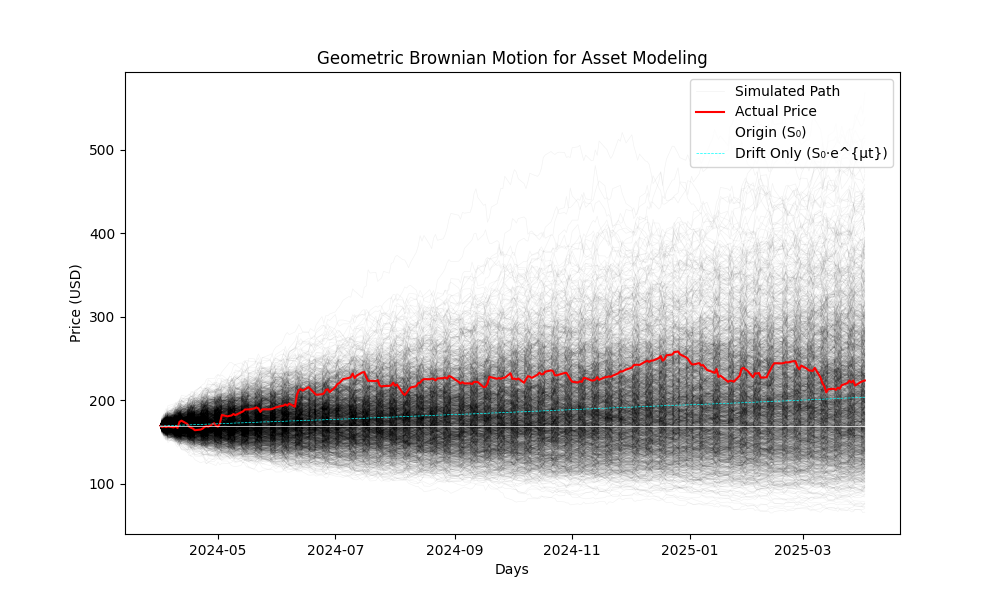 Geometric Brownian Motion for Asset Modeling
Simulated Path
Actual Price
Origin (S₀)
Drift Only (S₀·e^{μt})
Price (USD)
500
400
300
200
100
2024-05
2024-07
2024-09
2024-11
2025-01
2025-03
Days